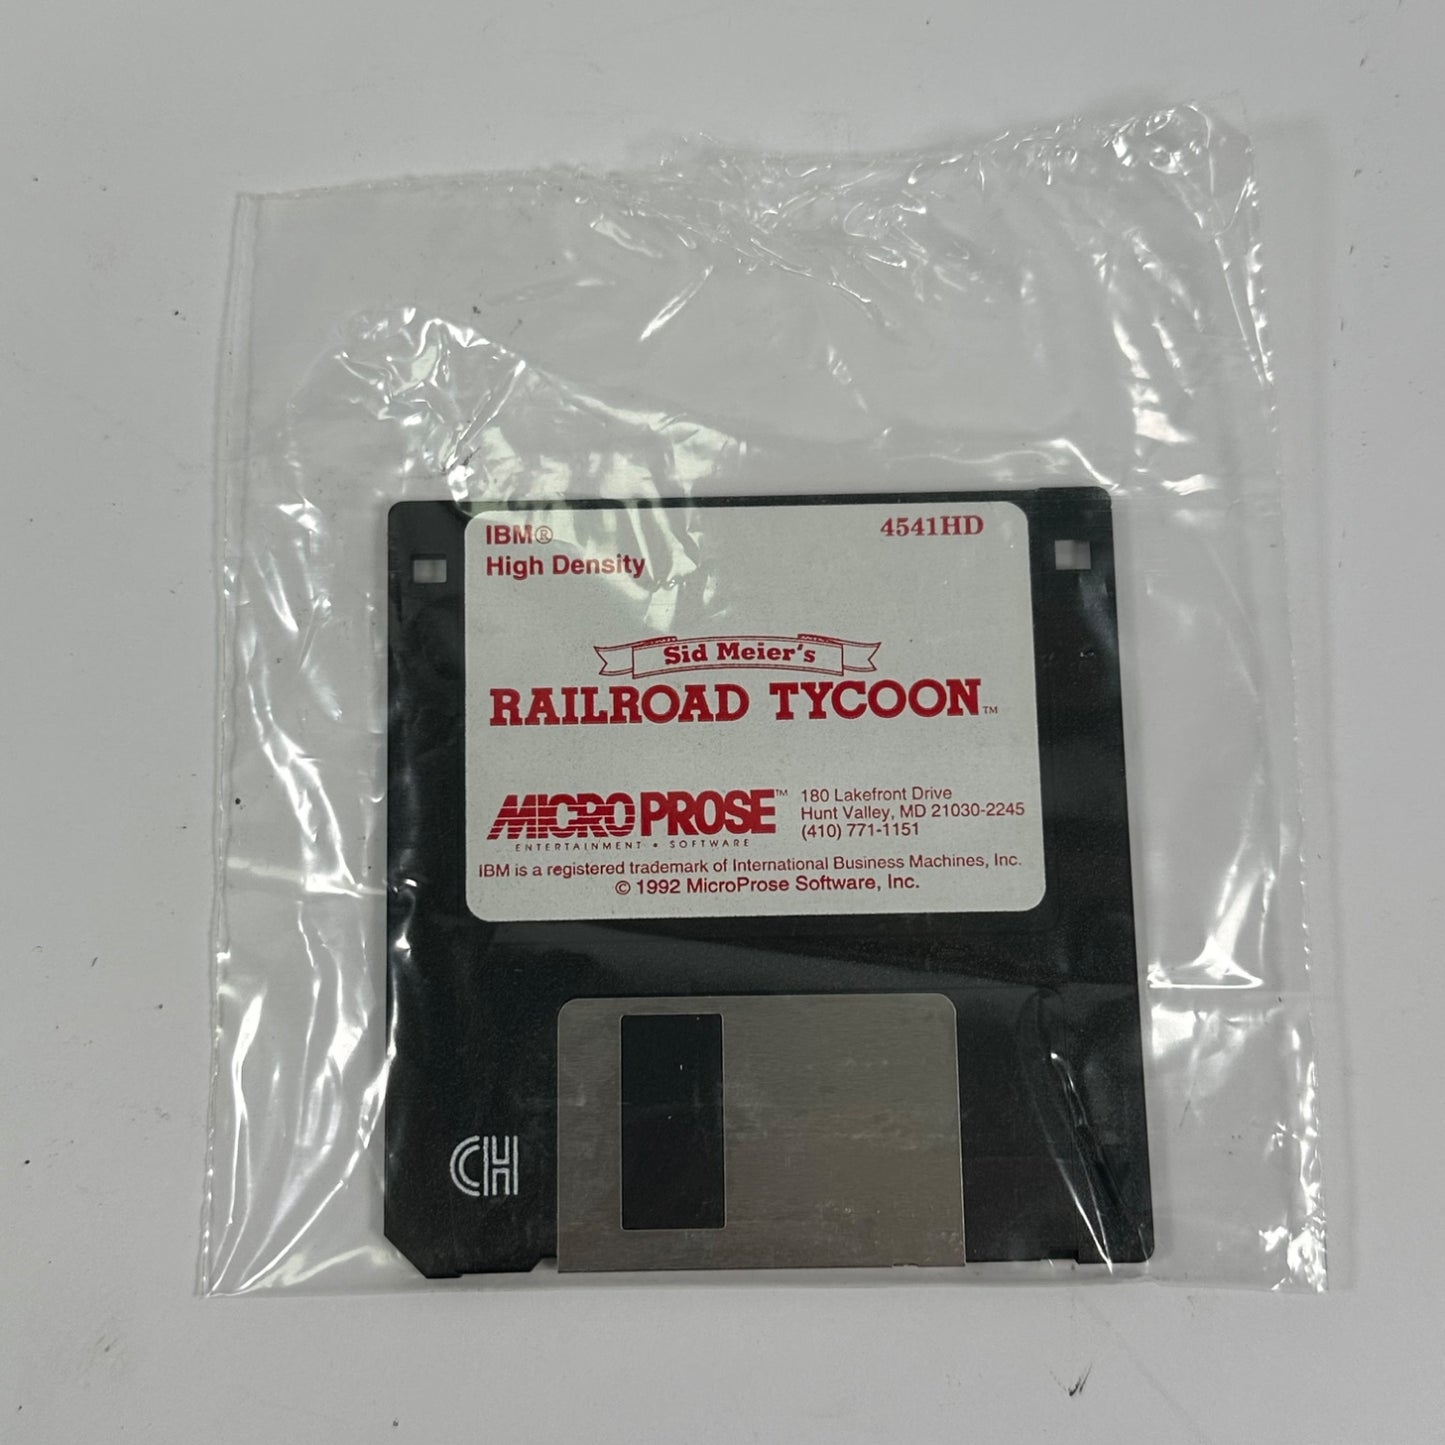 IBM® 4541HD
High Density
Sid Meier's
RAILROAD TYCOON™
MICROPROSE™
ENTERTAINMENT • SOFTWARE
180 Lakefront Drive
Hunt Valley, MD 21030-2245
(410) 771-1151
IBM is a registered trademark of International Business Machines, Inc.
© 1992 MicroProse Software, Inc.
CH